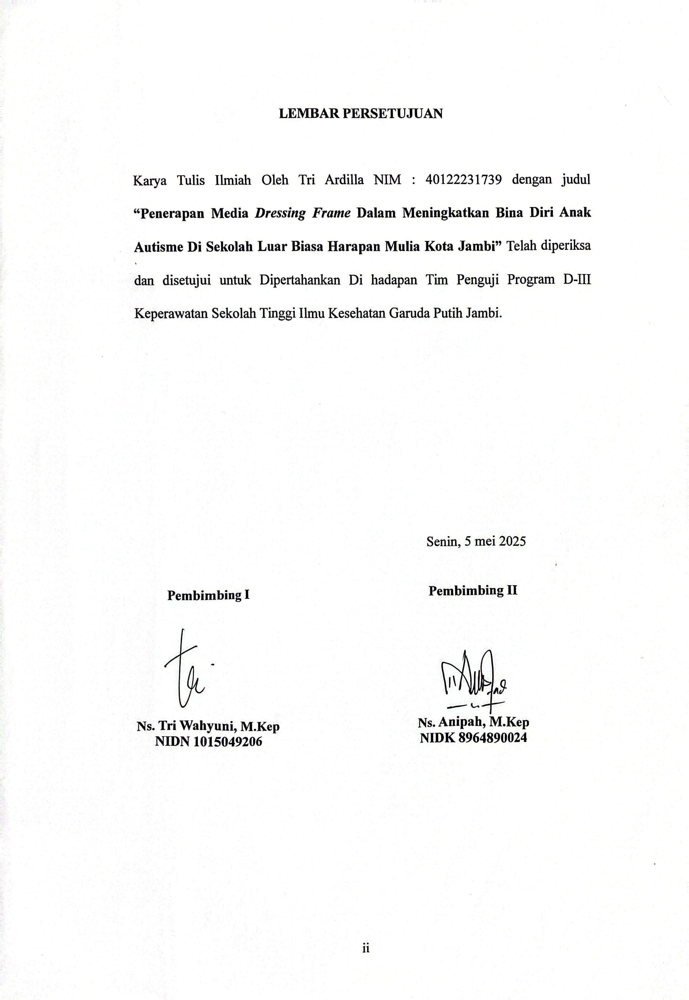 LEMBAR PERSETUJUAN
Karya Tulis Ilmiah Oleh Tri Ardilla NIM : 40122231739 dengan judul
“Penerapan Media Dressing Frame Dalam Meningkatkan Bina Diri Anak
Autisme Di Sekolah Luar Biasa Harapan Mulia Kota Jambi” Telah diperiksa
dan disetujui untuk Dipertahankan Di hadapan Tim Penguji Program D-III
Keperawatan Sekolah Tinggi Ilmu Kesehatan Garuda Putih Jambi.
Senin, 5 mei 2025
Pembimbing I
Ns. Tri Wahyuni, M.Kep
NIDN 1015049206
Pembimbing II
Ns. Anipah, M.Kep
NIDK 8964890024
ii